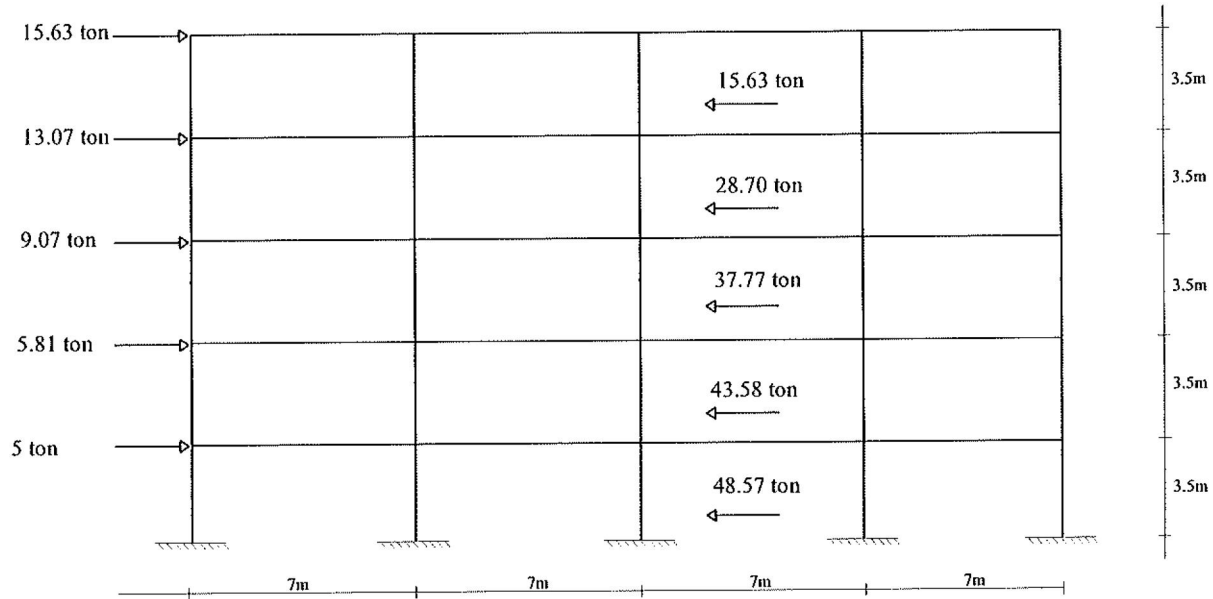 15.63 ton
15.63 ton
3.5m
13.07 ton
28.70 ton
3.5m
9.07 ton
37.77 ton
3.5m
5.81 ton
43.58 ton
3.5m
5 ton
48.57 ton
3.5m
7m
7m
7m
7m